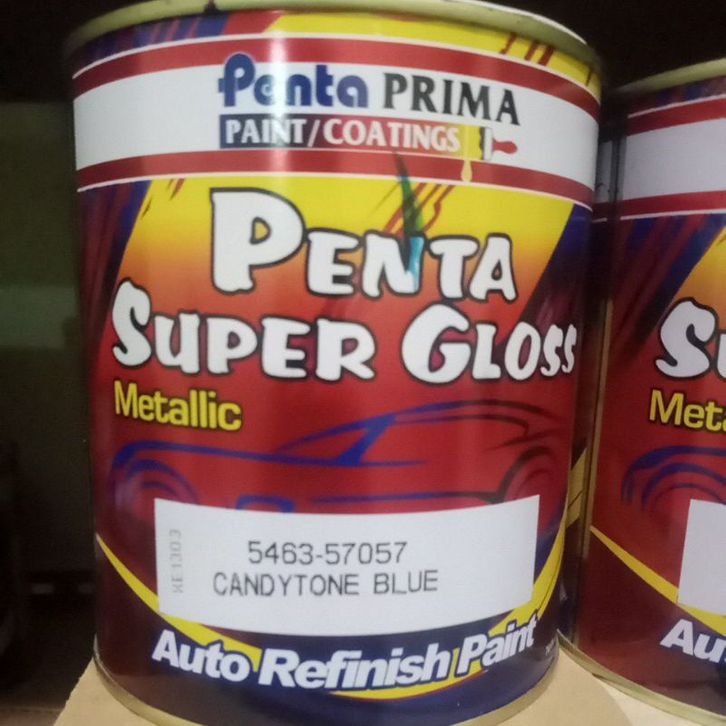 Penta PRIMA
PAINT/COATINGS
PENTA
SUPER GLOSS
Metallic
XE1303
5463-57057
CANDYTONE BLUE
Auto Refinish Paint